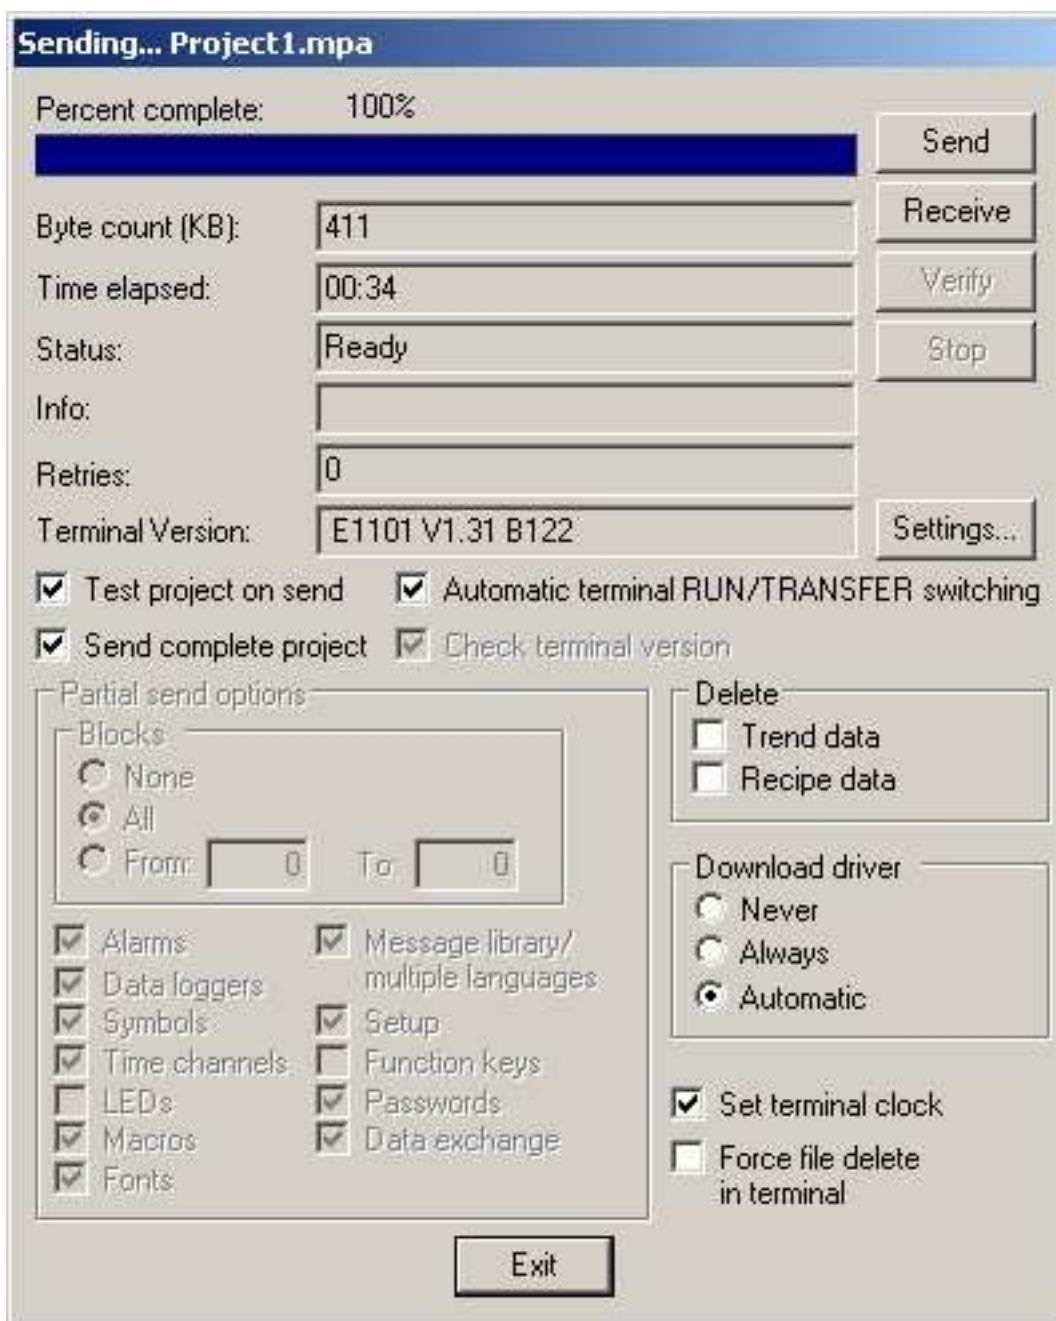 Sending... Project1.mpa
Percent complete: 100%
Send
Byte count (KB): 411
Receive
Time elapsed: 00:34
Verify
Status: Ready
Stop
Info:
Retries: 0
Terminal Version: E1101 V1.31 B122
Settings...
Test project on send
Automatic terminal RUN/TRANSFER switching
Send complete project
Check terminal version
Partial send options
Blocks
None
All
From: 0 To 0
Alarms
Data loggers
Symbols
Time channels
LEDs
Macros
Fonts
Message library/
multiple languages
Setup
Function keys
Passwords
Data exchange
Delete
Trend data
Recipe data
Download driver
Never
Always
Automatic
Set terminal clock
Force file delete
in terminal
Exit